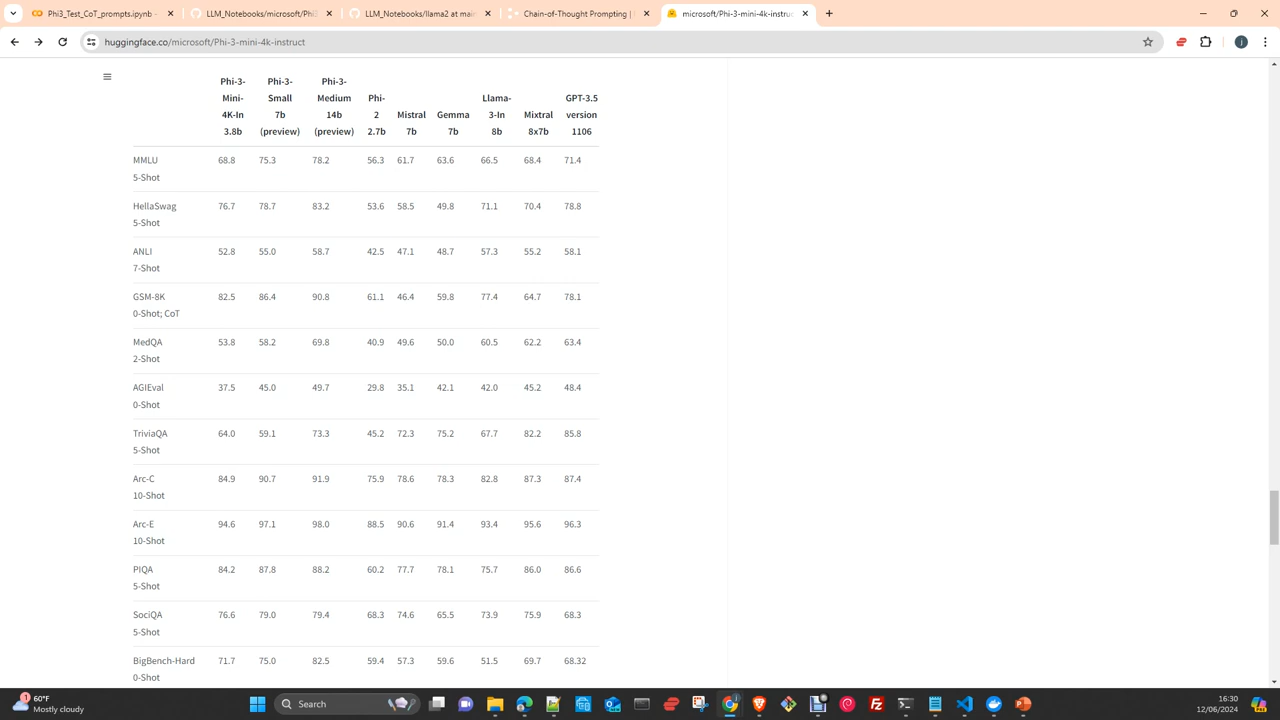 Phi3_Test_CoT_prompts.ipynb -
LLM_Notebooks/microsoft/Phi3
LLM_Notebooks/llama2 at main
Chain-of-Thought Prompting |
microsoft/Phi-3-mini-4k-instruct
huggingface.co/microsoft/Phi-3-mini-4k-instruct
Phi-3-Mini-4K-In 3.8b Phi-3-Small 7b (preview) Phi-3-Medium 14b (preview) Phi-2 2.7b Mistral 7b Gemma 7b Llama-3-In 8b Mixtral 8x7b GPT-3.5 version 1106
MMLU 68.8 75.3 78.2 56.3 61.7 63.6 66.5 68.4 71.4
5-Shot
HellaSwag 76.7 78.7 83.2 53.6 58.5 49.8 71.1 70.4 78.8
5-Shot
ANLI 52.8 55.0 58.7 42.5 47.1 48.7 57.3 55.2 58.1
7-Shot
GSM-8K 82.5 86.4 90.8 61.1 46.4 59.8 77.4 64.7 78.1
0-Shot; CoT
MedQA 53.8 58.2 69.8 40.9 49.6 50.0 60.5 62.2 63.4
2-Shot
AGIEval 37.5 45.0 49.7 29.8 35.1 42.1 42.0 45.2 48.4
0-Shot
TriviaQA 64.0 59.1 73.3 45.2 72.3 75.2 67.7 82.2 85.8
5-Shot
Arc-C 84.9 90.7 91.9 75.9 78.6 78.3 82.8 87.3 87.4
10-Shot
Arc-E 94.6 97.1 98.0 88.5 90.6 91.4 93.4 95.6 96.3
10-Shot
PIQA 84.2 87.8 88.2 60.2 77.7 78.1 75.7 86.0 86.6
5-Shot
SociQA 76.6 79.0 79.4 68.3 74.6 65.5 73.9 75.9 68.3
5-Shot
BigBench-Hard 71.7 75.0 82.5 59.4 57.3 59.6 51.5 69.7 68.32
0-Shot
60°F
Mostly cloudy
Search
16:30
12/06/2024